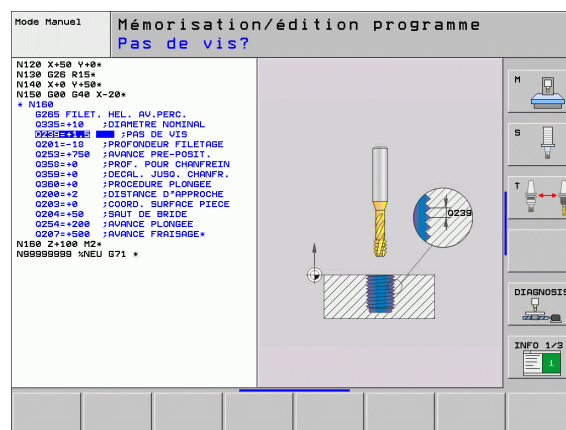 Mode Manuel
Mémorisation/édition programme
Pas de vis?
N120 X+50 Y+0*
N130 G26 R15*
N140 X+0 Y+50*
N150 G00 G40 X-20*
* N160
G265 FILET. HEL. AV.PERC.
Q335=+10 ;DIAMETRE NOMINAL
Q239=+1.5 ;PAS DE VIS
Q201=-18 ;PROFONDEUR FILETAGE
Q253=+750 ;AVANCE PRE-POSIT.
Q358=+0 ;PROF. POUR CHANFREIN
Q359=+0 ;DECAL. JUSQ. CHANFR.
Q360=+0 ;PROCEDURE PLONGEE
Q200=+2 ;DISTANCE D'APPROCHE
Q203=+0 ;COORD. SURFACE PIECE
Q204=+50 ;SAUT DE BRIDE
Q254=+200 ;AVANCE PLONGEE
Q207=+500 ;AVANCE FRAISAGE*
N160 Z+100 M2*
N99999999 %NEU G71 *
Q239
M
S
T
DIAGNOSIS
INFO 1/3
i